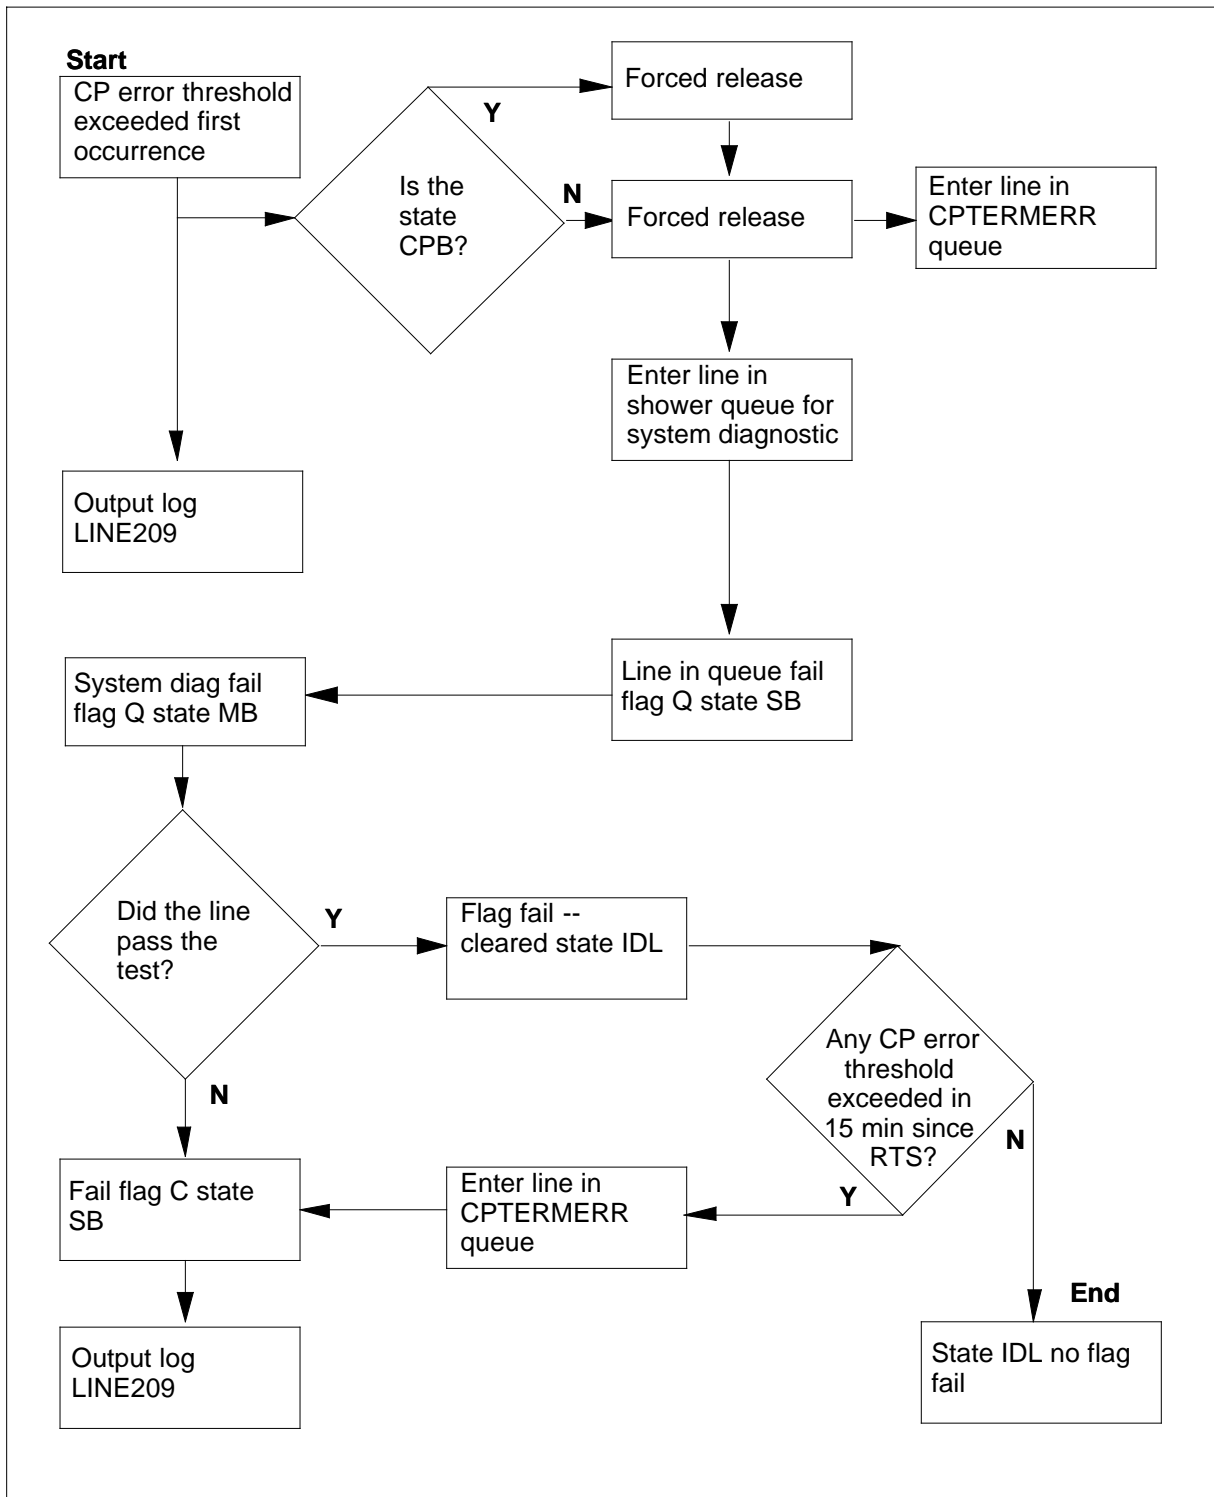 Start
CP error threshold
exceeded first
occurrence
Y
Forced release
Is the
state
CPB?
N
Forced release
Enter line in
CPTERMERR
queue
Enter line in
shower queue for
system diagnostic
Output log
LINE209
Line in queue fail
flag Q state SB
System diag fail
flag Q state MB
Did the line
pass the
test?
Y
Flag fail --
cleared state IDL
Any CP error
threshold
exceeded in
15 min since
RTS?
N
N
Y
Fail flag C state
SB
Enter line in
CPTERMERR
queue
End
Output log
LINE209
State IDL no flag
fail